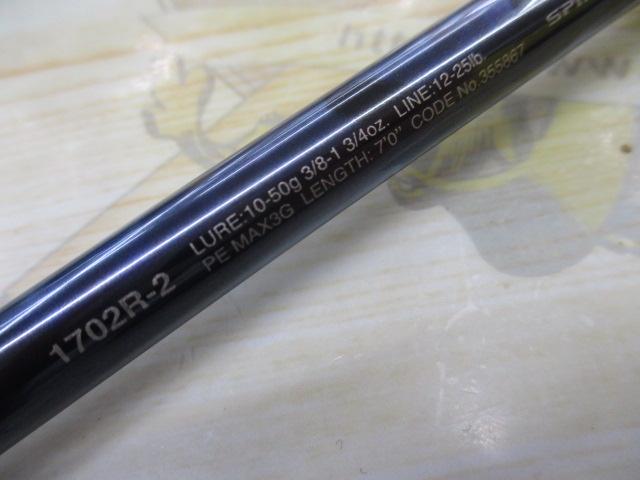 1702R-2
LURE:10-50g 3/8-1 3/4oz. LINE:12-25lb.
PE MAX3G LENGTH: 7'0" CODE No.355867